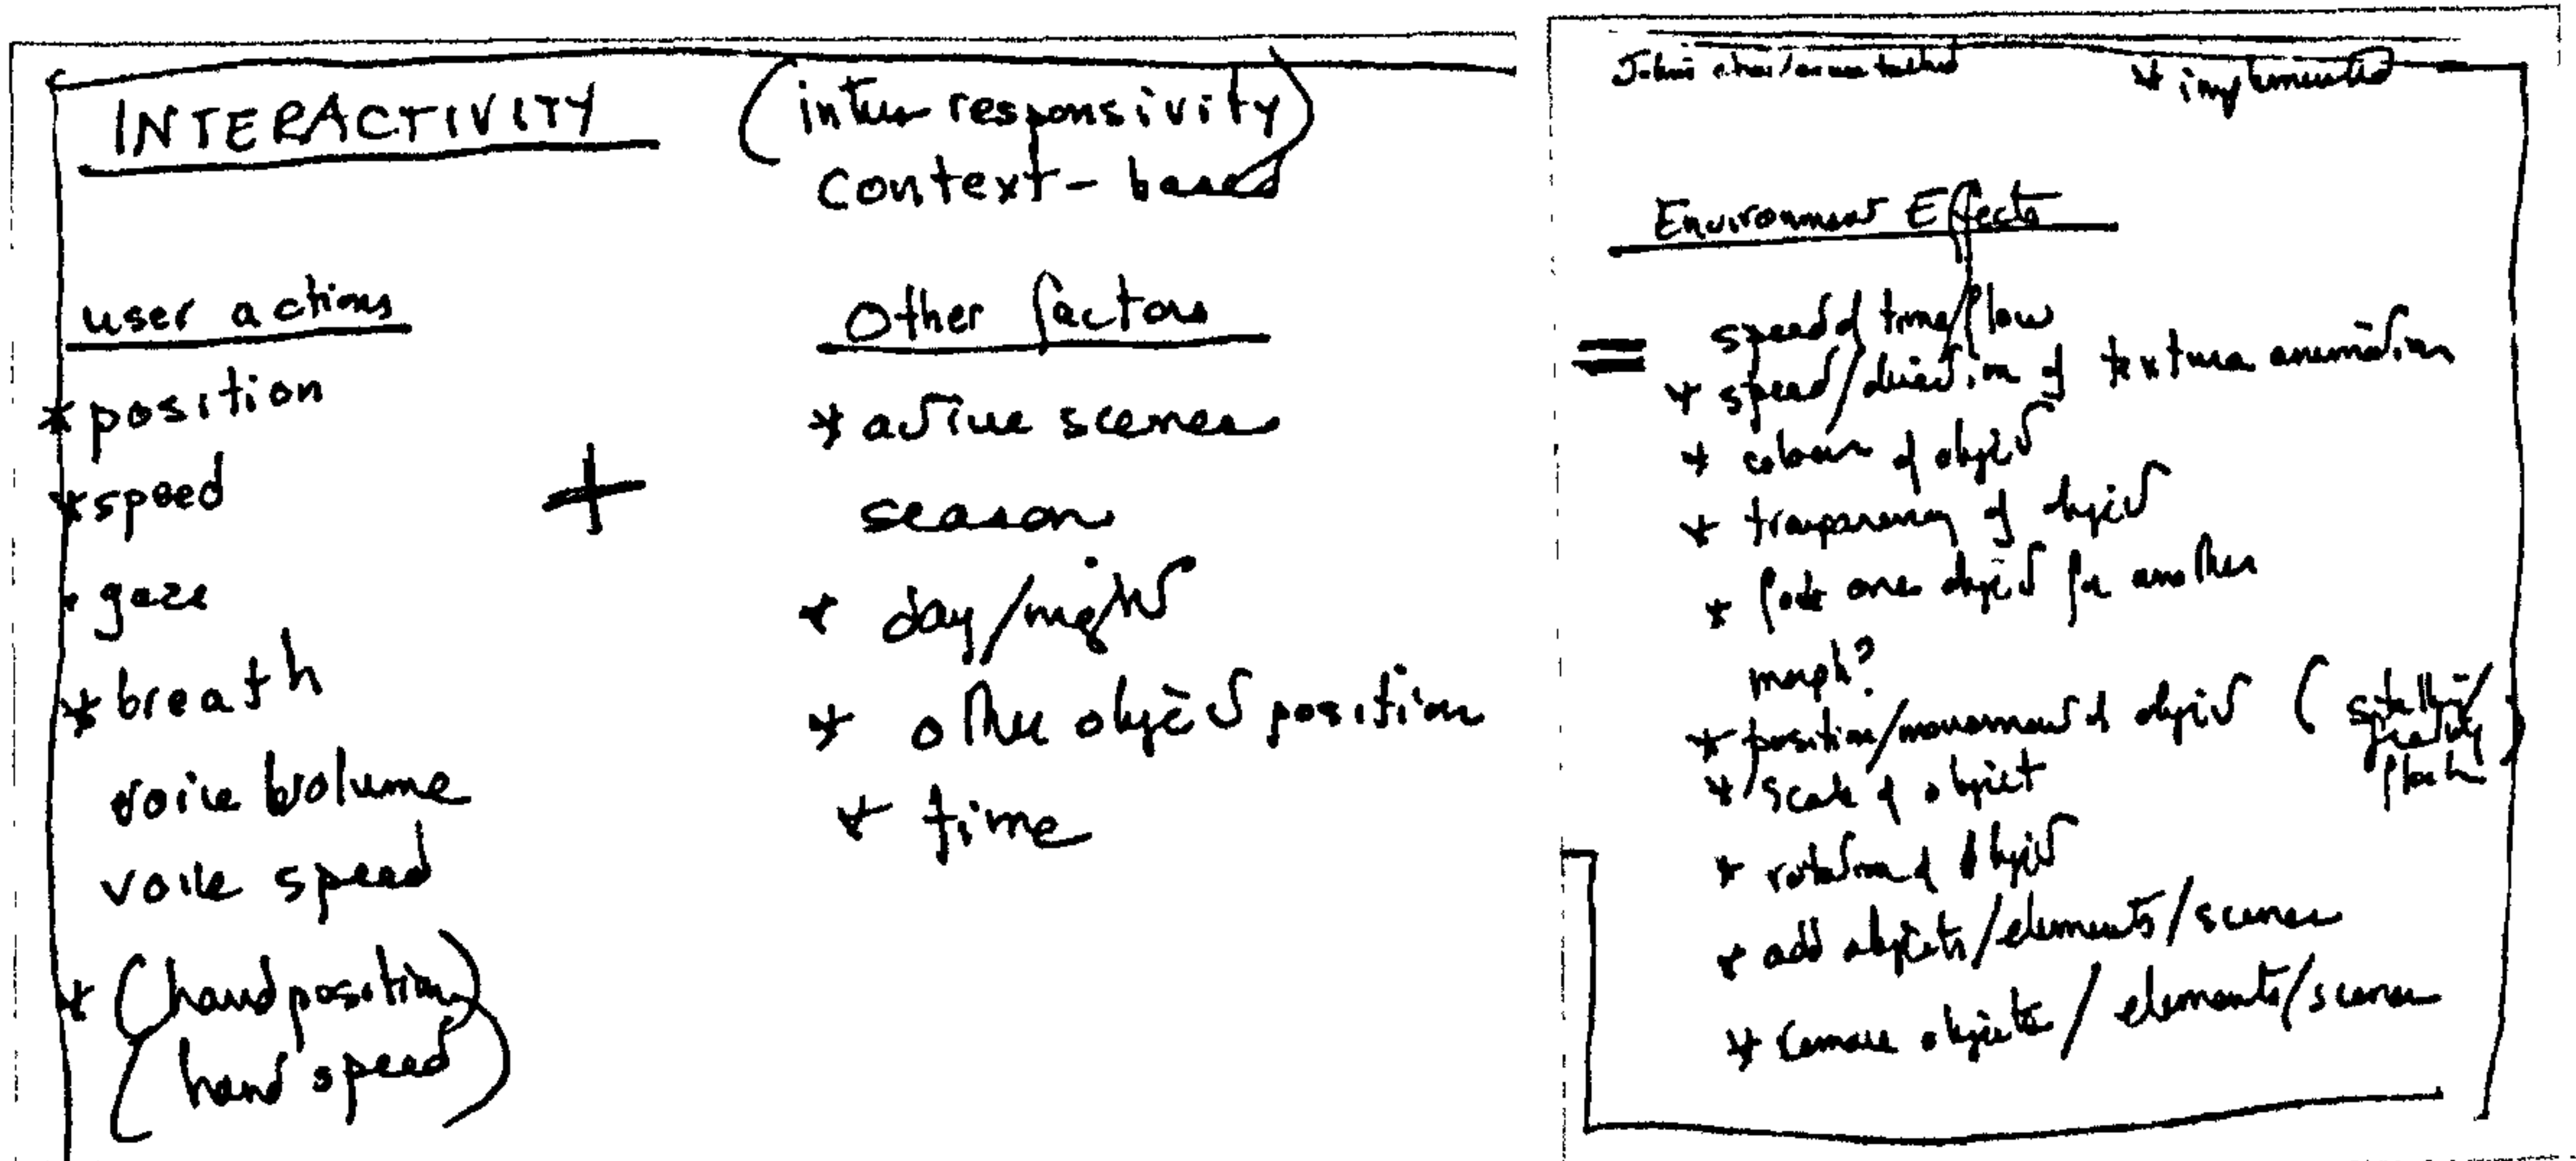 INTERACTIVITY
(inter responsivity)
context-based
user actions
* position
* speed
· gaze
* breath
voice volume
voice speed
* (hand position)
(hand speed)
+
Other factors
* active scenes
season
* day/night
* other object position
* time
* implemented
Environment Effects
= speed of time/flow
* speed/direction of texture animation
* colour of object
* transparency of object
* fade one object for another
morph?
* position/movement of object (
* scale of object
* rotation of object
* add objects/elements/scenes
* remove objects/elements/scenes